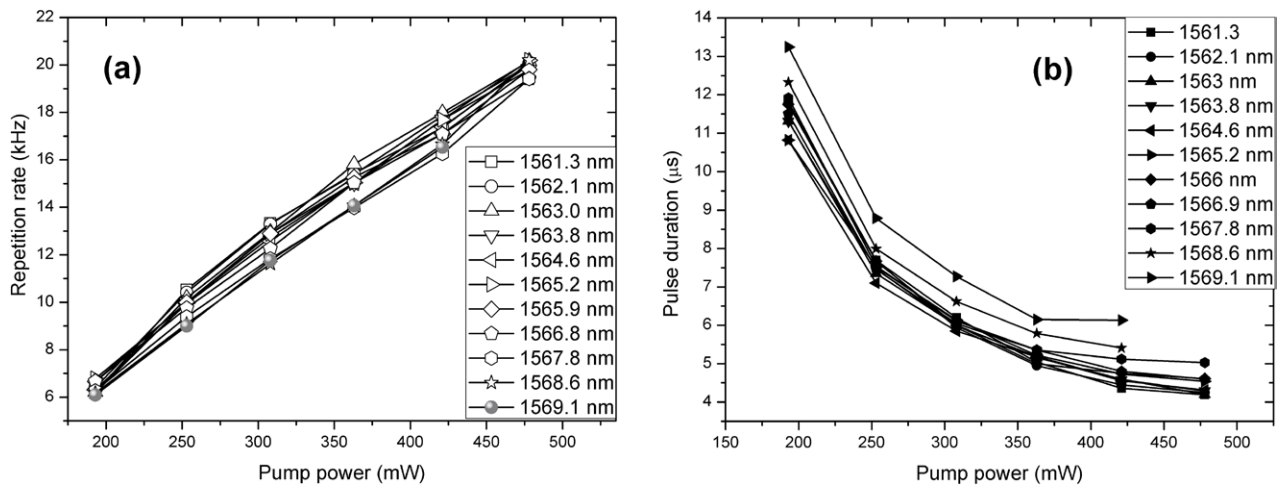 (a)
Repetition rate (kHz)
22
20
18
16
14
12
10
8
6
200
250
300
350
400
450
500
Pump power (mW)
1561.3 nm
1562.1 nm
1563.0 nm
1563.8 nm
1564.6 nm
1565.2 nm
1565.9 nm
1566.8 nm
1567.8 nm
1568.6 nm
1569.1 nm
(b)
Pulse duration (μs)
14
13
12
11
10
9
8
7
6
5
4
150
200
250
300
350
400
450
500
Pump power (mW)
1561.3
1562.1 nm
1563 nm
1563.8 nm
1564.6 nm
1565.2 nm
1566 nm
1566.9 nm
1567.8 nm
1568.6 nm
1569.1 nm